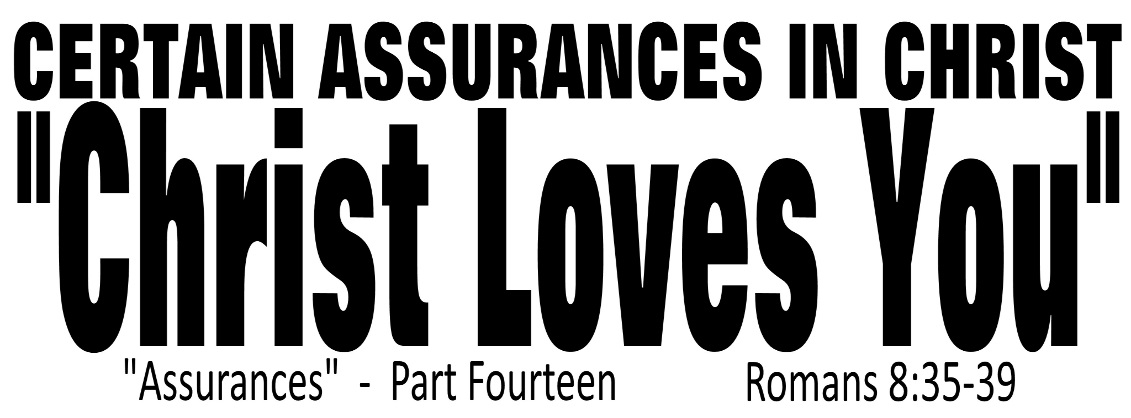 CERTAIN ASSURANCES IN CHRIST
"Christ Loves You"
"Assurances" - Part Fourteen Romans 8:35-39